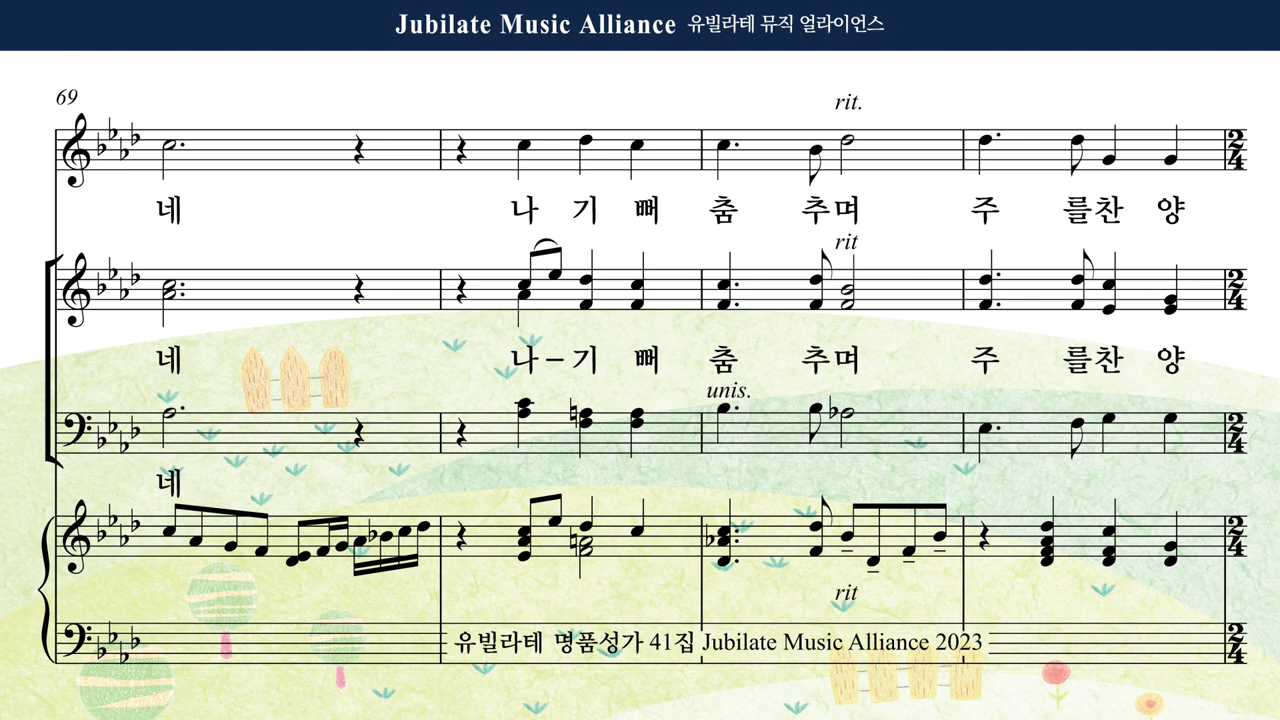 Jubilate Music Alliance 유빌라테 뮤직 얼라이언스
69
rit.
네 나 기 뻐 춤 추며 주 를찬 양
rit
네 나–기 뻐 춤 추며 주 를찬 양
unis.
네
rit
유빌라테 명품성가 41집 Jubilate Music Alliance 2023